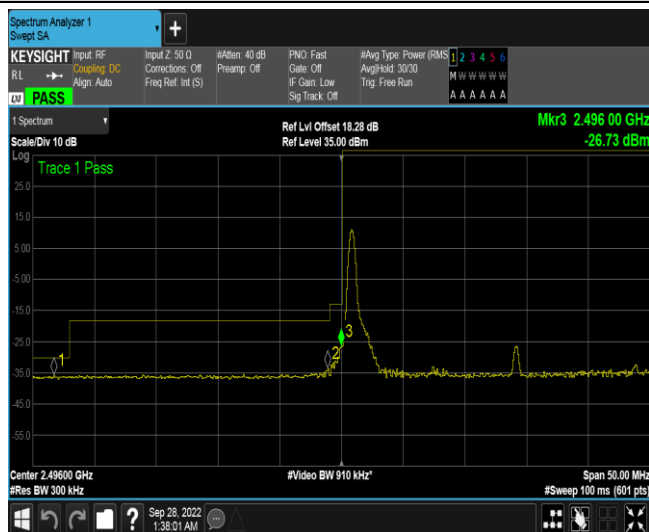 Spectrum Analyzer 1
Swept SA
+
KEYSIGHT Input: RF Input Z: 50 Ω #Atten: 40 dB PNO: Fast #Avg Type: Power (RMS 1 2 3 4 5 6
RL Coupling: DC Corrections: Off Preamp: Off Gate: Off Avg|Hold: 30/30 M W W W W W
Align: Auto Freq Ref: Int (S) IF Gain: Low Trig: Free Run
LXI PASS Sig Track: Off A A A A A A
1 Spectrum Ref Lvl Offset 18.28 dB Mkr3 2.496 00 GHz
Scale/Div 10 dB Ref Level 35.00 dBm -26.73 dBm
Log
Trace 1 Pass
25.0
15.0
5.00
-5.00
-15.0
-25.0
-35.0
-45.0
-55.0
1
2
3
Center 2.49600 GHz #Video BW 910 kHz* Span 50.00 MHz
#Res BW 300 kHz #Sweep 100 ms (601 pts)
? Sep 28, 2022
1:38:01 AM